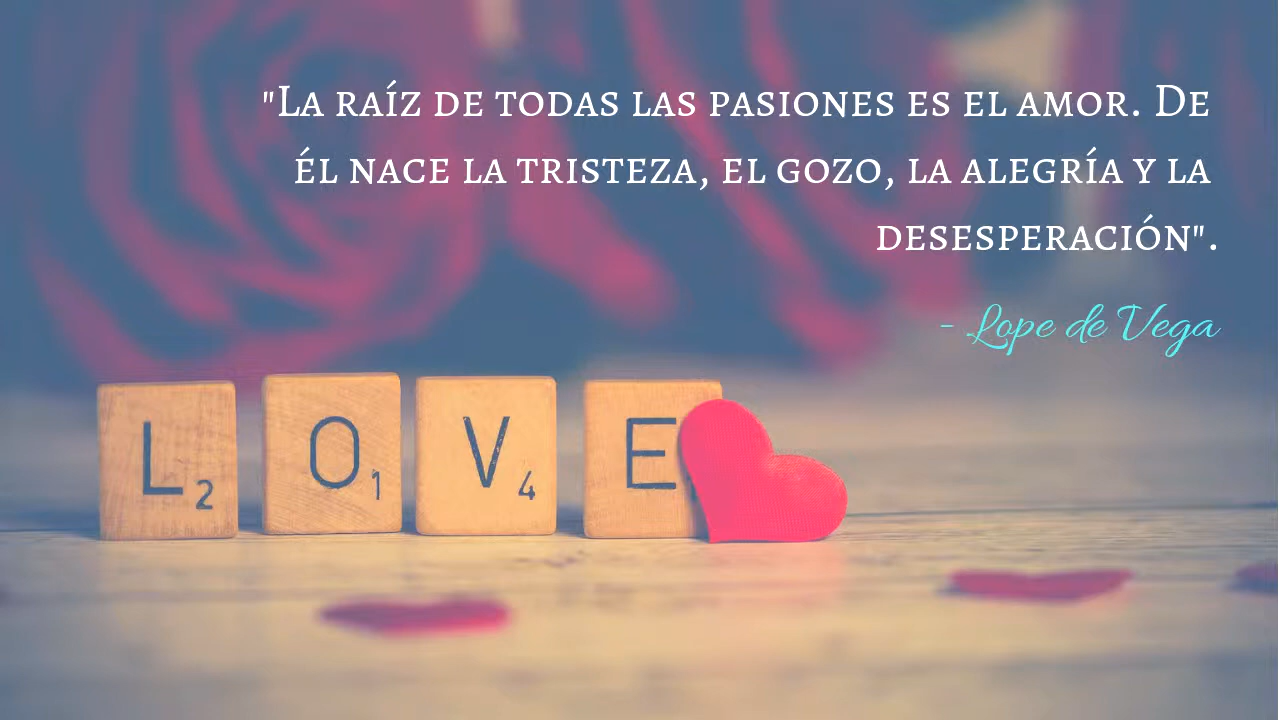 "La raíz de todas las pasiones es el amor. De
él nace la tristeza, el gozo, la alegría y la
desesperación".
- Lope de Vega
L2 O1 V4 E